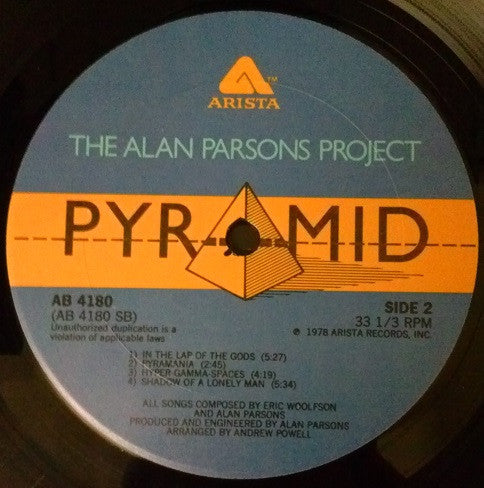 ™
ARISTA
THE ALAN PARSONS PROJECT
PYR MID
AB 4180
(AB 4180 SB)
Unauthorized duplication is a
violation of applicable laws
SIDE 2
33 1/3 RPM
℗ 1978 ARISTA RECORDS, INC.
1) IN THE LAP OF THE GODS (5:27)
2) PYRAMANIA (2:45)
3) HYPER-GAMMA-SPACES (4:19)
4) SHADOW OF A LONELY MAN (5:34)
ALL SONGS COMPOSED BY ERIC WOOLFSON
AND ALAN PARSONS
PRODUCED AND ENGINEERED BY ALAN PARSONS
ARRANGED BY ANDREW POWELL